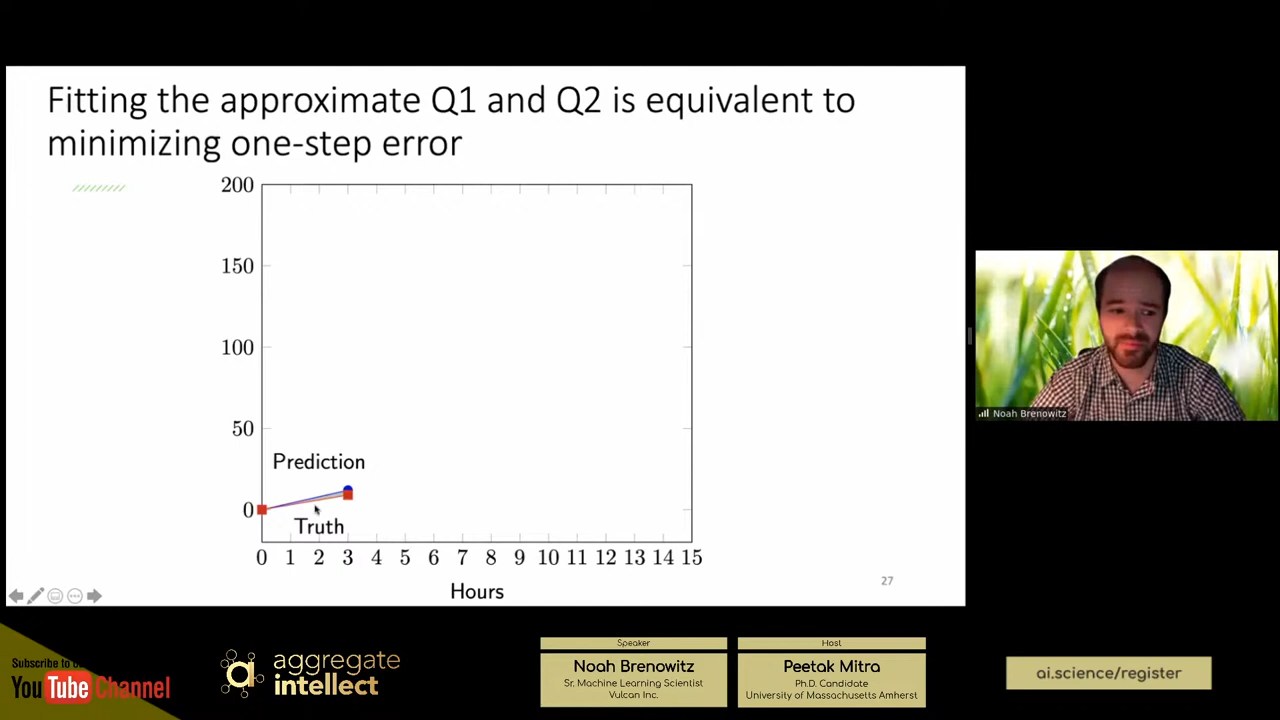 Fitting the approximate Q1 and Q2 is equivalent to
minimizing one-step error
200
150
100
50
0
Prediction
Truth
0 1 2 3 4 5 6 7 8 9 10 11 12 13 14 15
Hours
27
Noah Brenowitz
Subscribe to
YouTube Channel
aggregate
intellect
Speaker
Noah Brenowitz
Sr. Machine Learning Scientist
Vulcan Inc.
Host
Peetak Mitra
Ph.D. Candidate
University of Massachusetts Amherst
ai.science/register